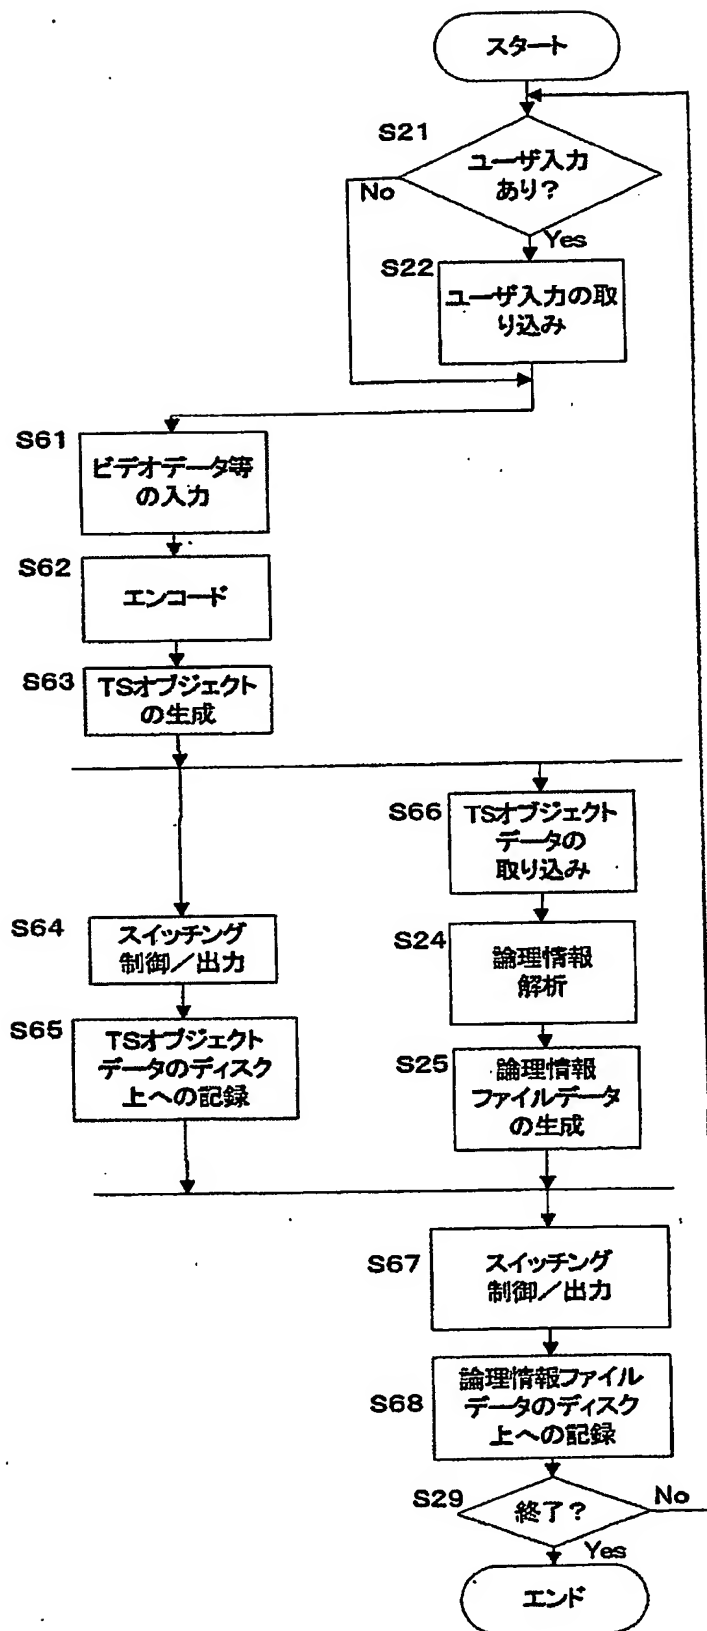 スタート
S21
ユーザ入力
あり?
No
Yes
S22
ユーザ入力の取
り込み
S61
ビデオデータ等
の入力
S62
エンコード
S63
TSオブジェクト
の生成
S66
TSオブジェクト
データの
取り込み
S64
スイッチング
制御/出力
S24
論理情報
解析
S65
TSオブジェクト
データのディスク
上への記録
S25
論理情報
ファイルデータ
の生成
S67
スイッチング
制御/出力
S68
論理情報ファイル
データのディスク
上への記録
S29
終了?
No
Yes
エンド